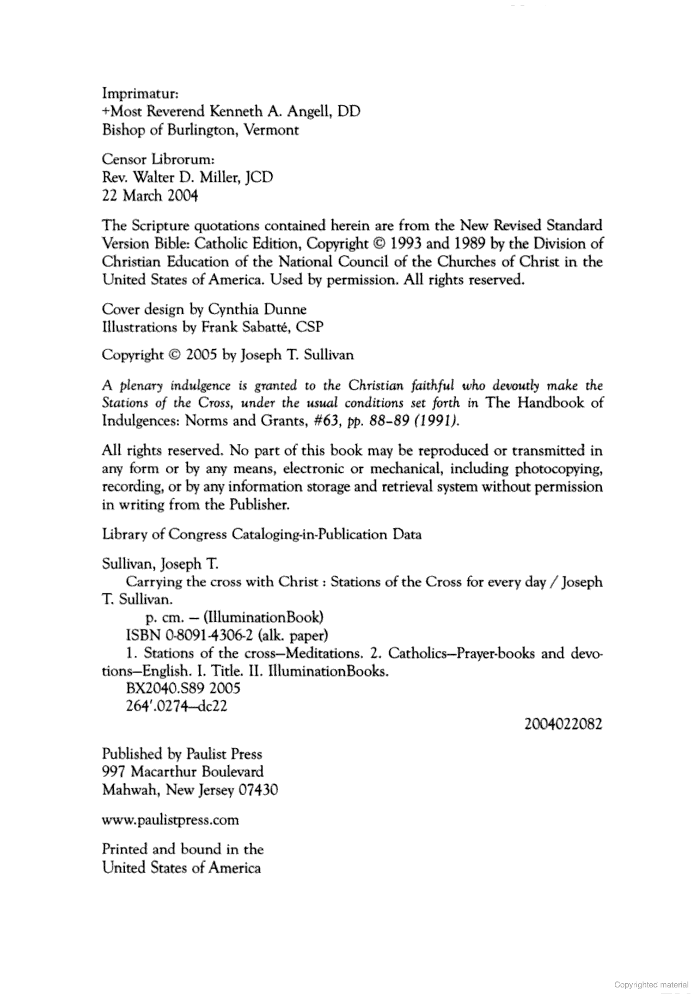 Imprimatur:
+Most Reverend Kenneth A. Angell, DD
Bishop of Burlington, Vermont
Censor Librorum:
Rev. Walter D. Miller, JCD
22 March 2004
The Scripture quotations contained herein are from the New Revised Standard
Version Bible: Catholic Edition, Copyright © 1993 and 1989 by the Division of
Christian Education of the National Council of the Churches of Christ in the
United States of America. Used by permission. All rights reserved.
Cover design by Cynthia Dunne
Illustrations by Frank Sabatté, CSP
Copyright © 2005 by Joseph T. Sullivan
A plenary indulgence is granted to the Christian faithful who devoutly make the
Stations of the Cross, under the usual conditions set forth in The Handbook of
Indulgences: Norms and Grants, #63, pp. 88–89 (1991).
All rights reserved. No part of this book may be reproduced or transmitted in
any form or by any means, electronic or mechanical, including photocopying,
recording, or by any information storage and retrieval system without permission
in writing from the Publisher.
Library of Congress Cataloging-in-Publication Data
Sullivan, Joseph T.
Carrying the cross with Christ : Stations of the Cross for every day / Joseph
T. Sullivan.
p. cm. — (IlluminationBook)
ISBN 0-8091-4306-2 (alk. paper)
1. Stations of the cross—Meditations. 2. Catholics—Prayer-books and devo-
tions—English. I. Title. II. IlluminationBooks.
BX2040.S89 2005
264′.0274—dc22
2004022082
Published by Paulist Press
997 Macarthur Boulevard
Mahwah, New Jersey 07430
www.paulistpress.com
Printed and bound in the
United States of America
Copyrighted material